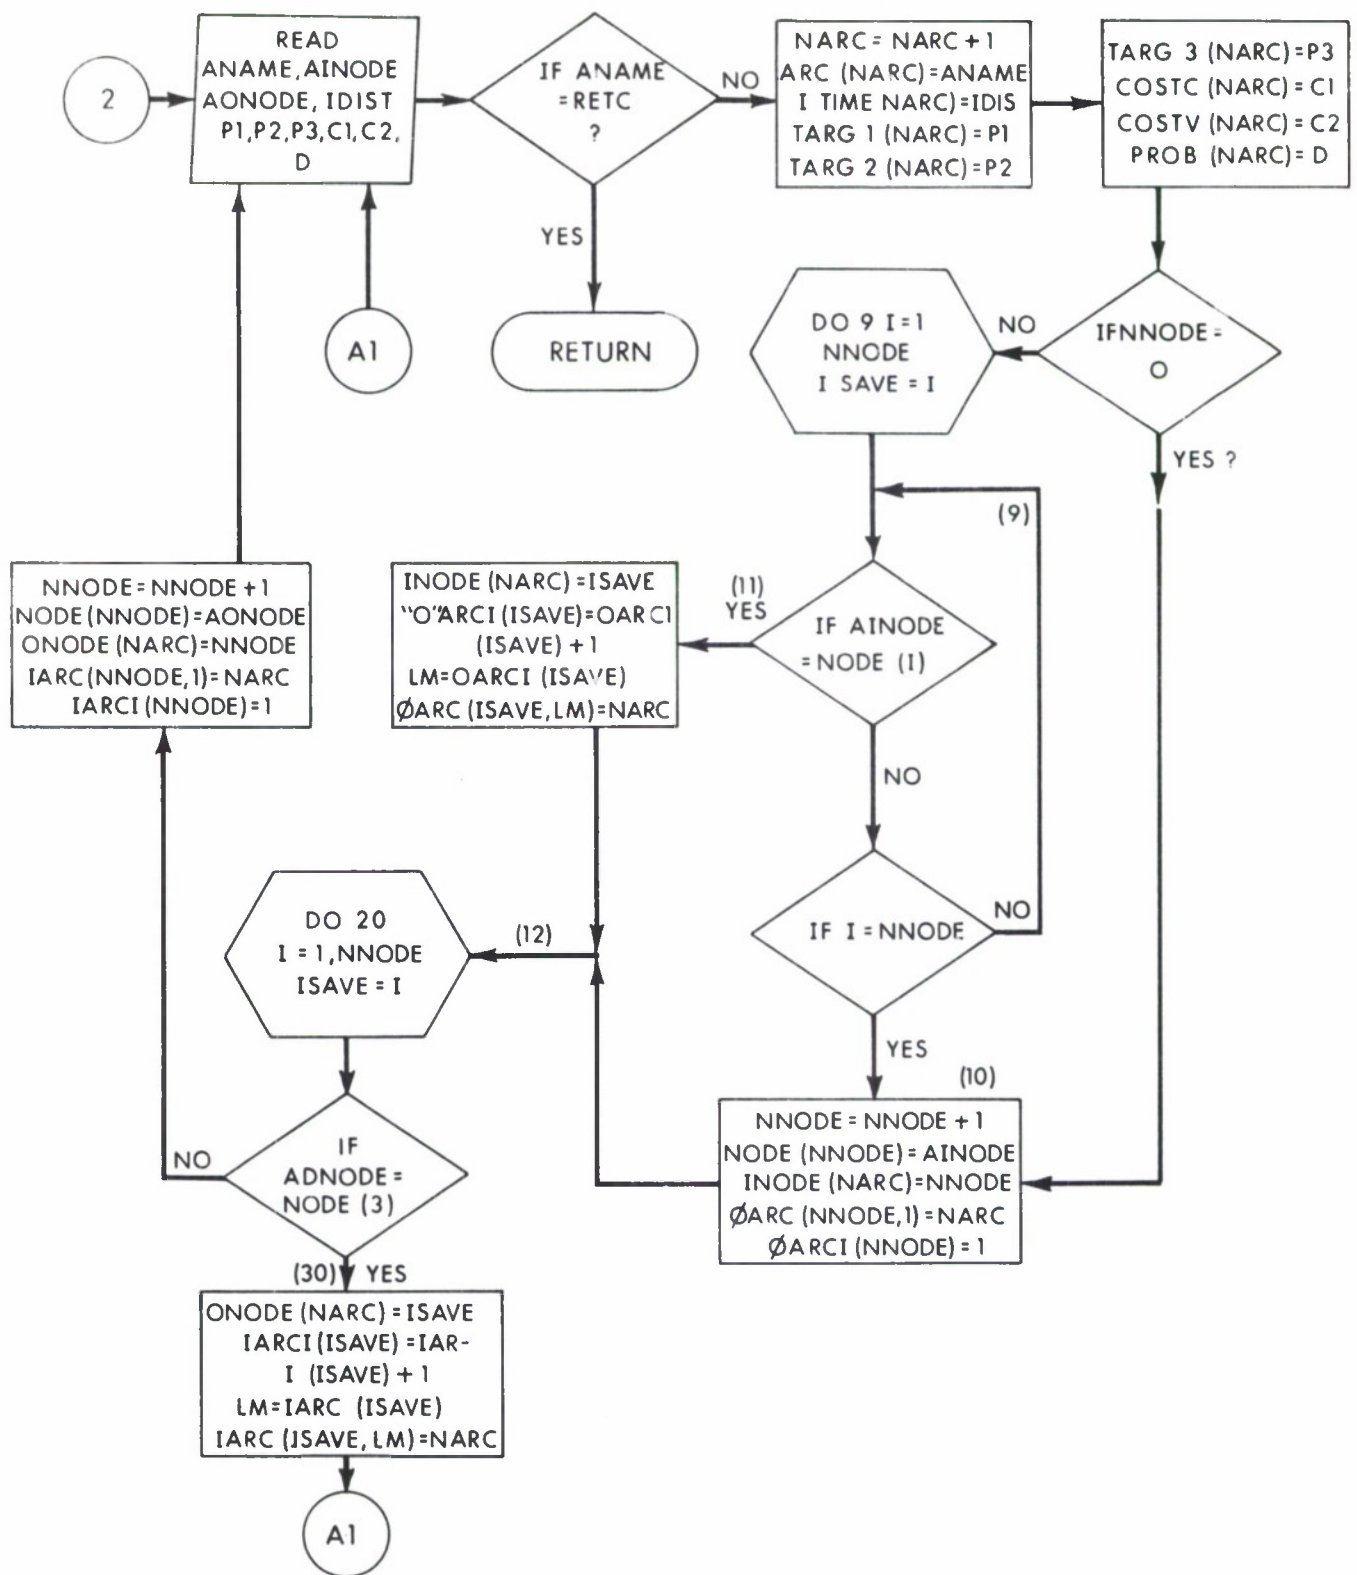 2
READ
ANAME, AINODE
AONODE, IDIST
P1,P2,P3,C1,C2,
D
IF ANAME
=RETC
?
NO
YES
RETURN
A1
NARC= NARC+1
ARC (NARC)=ANAME
I TIME NARC)=IDIS
TARG 1 (NARC)=P1
TARG 2 (NARC)=P2
TARG 3 (NARC)=P3
COSTC (NARC)=C1
COSTV (NARC)=C2
PROB (NARC)= D
IFNNODE =
O
NO
YES ?
DO 9 I=1
NNODE
I SAVE = I
(9)
IF AINODE
=NODE (I)
(11)
YES
NO
INODE (NARC)=ISAVE
"O"ARCI (ISAVE)=OARC1
(ISAVE) +1
LM=OARCI (ISAVE)
ØARC (ISAVE, LM)=NARC
NNODE=NNODE +1
NODE (NNODE)=AONODE
ONODE (NARC)=NNODE
IARC(NNODE,1)=NARC
IARCI (NNODE)=1
IF I=NNODE
NO
YES
(10)
NNODE= NNODE +1
NODE (NNODE)=AINODE
INODE (NARC)=NNODE
ØARC (NNODE,1)=NARC
ØARCI (NNODE)=1
(12)
DO 20
I = 1, NNODE
ISAVE = I
IF
ADNODE=
NODE (3)
NO
(30) YES
ONODE (NARC) = ISAVE
IARCI (ISAVE) =IAR-
I (ISAVE) + 1
LM=IARC (ISAVE)
IARC (ISAVE, LM)=NARC
A1